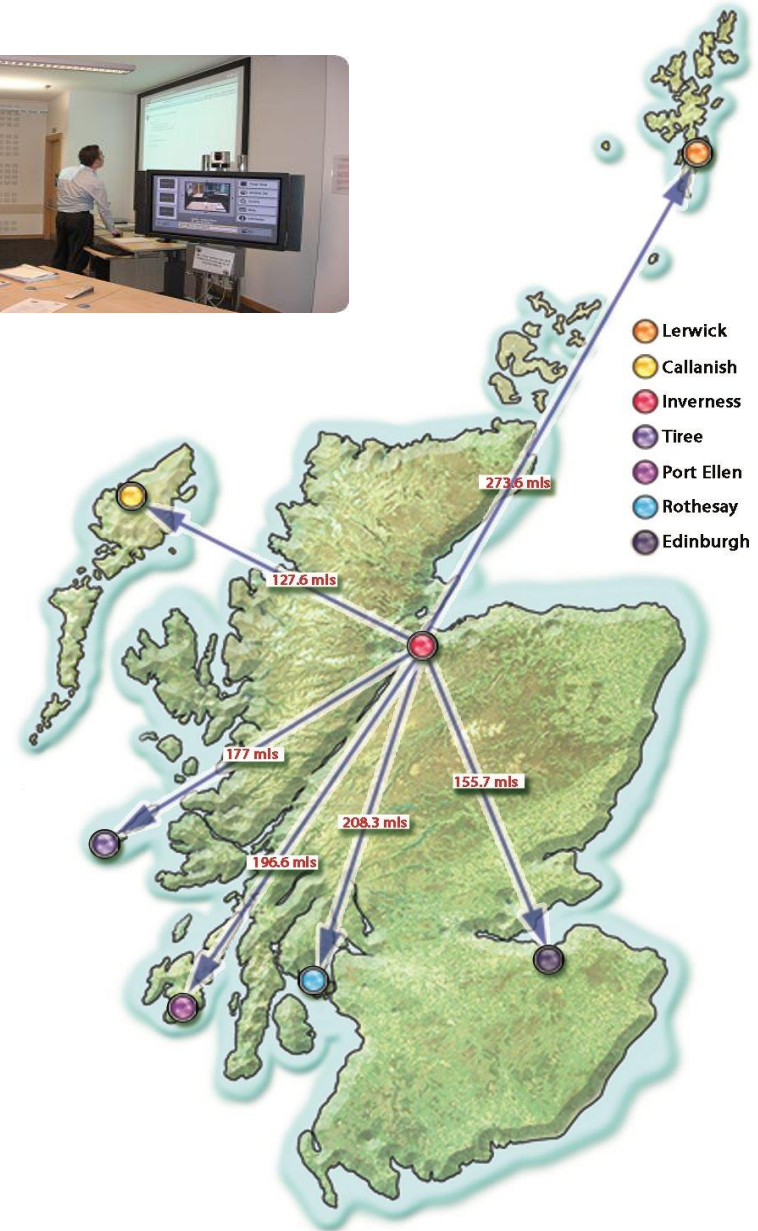 Lerwick
Callanish
Inverness
Tiree
Port Ellen
Rothesay
Edinburgh
273.6 mls
127.6 mls
177 mls
155.7 mls
208.3 mls
196.6 mls